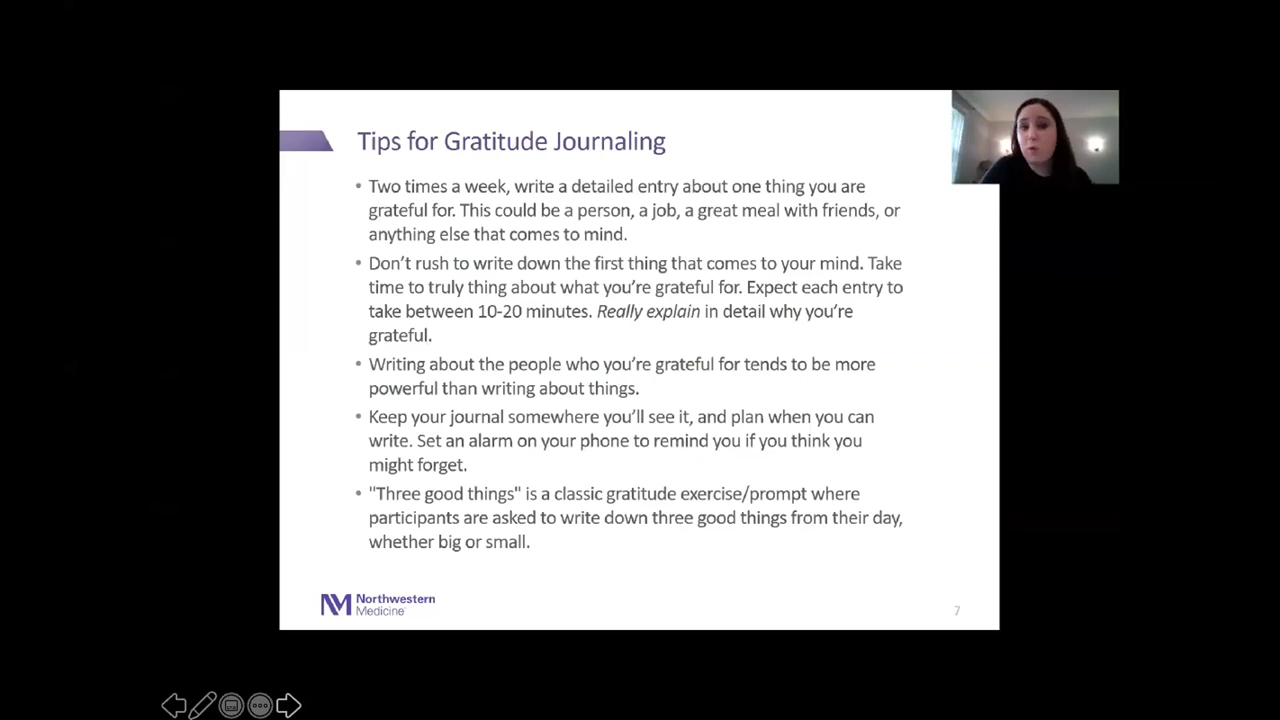 Tips for Gratitude Journaling
• Two times a week, write a detailed entry about one thing you are
grateful for. This could be a person, a job, a great meal with friends, or
anything else that comes to mind.
• Don’t rush to write down the first thing that comes to your mind. Take
time to truly thing about what you’re grateful for. Expect each entry to
take between 10-20 minutes. Really explain in detail why you’re
grateful.
• Writing about the people who you’re grateful for tends to be more
powerful than writing about things.
• Keep your journal somewhere you’ll see it, and plan when you can
write. Set an alarm on your phone to remind you if you think you
might forget.
• "Three good things" is a classic gratitude exercise/prompt where
participants are asked to write down three good things from their day,
whether big or small.
NM Northwestern
Medicine
7